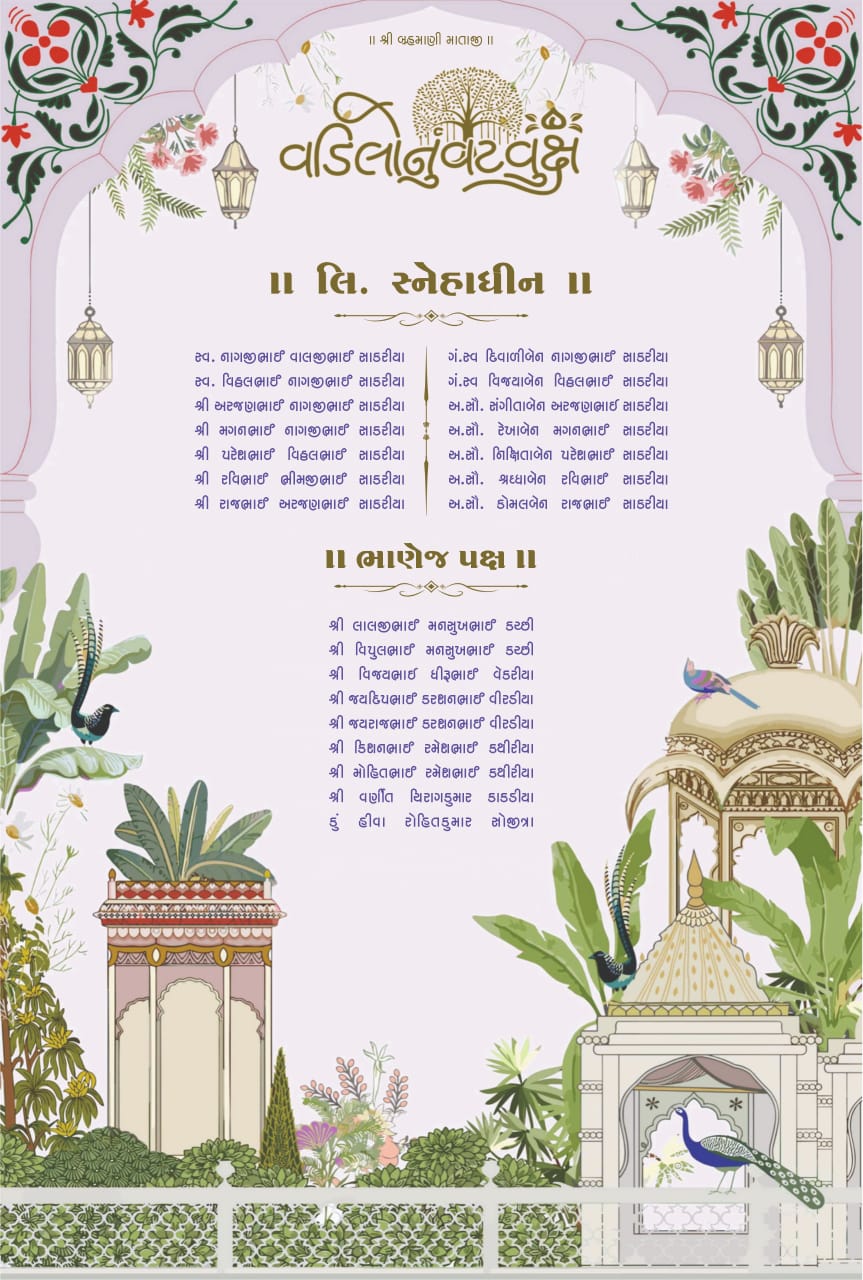 ॥ શ્રી બ્રહ્માણી માતાજી ॥
વડિલોનું વટવૃક્ષ
॥ લિ. સ્નેહાધીન ॥
સ્વ. નાગજીભાઈ વાલજીભાઈ સાકરીયા
સ્વ. વિઠ્ઠલભાઈ નાગજીભાઈ સાકરીયા
શ્રી અરજણભાઈ નાગજીભાઈ સાકરીયા
શ્રી મગનભાઈ નાગજીભાઈ સાકરીયા
શ્રી પરેશભાઈ વિઠ્ઠલભાઈ સાકરીયા
શ્રી રવિભાઈ ભીમજીભાઈ સાકરીયા
શ્રી રાજભાઈ અરજણભાઈ સાકરીયા
ગં.સ્વ દિવાળીબેન નાગજીભાઈ સાકરીયા
ગં.સ્વ વિજયાબેન વિઠ્ઠલભાઈ સાકરીયા
અ.સૌ. સંગીતાબેન અરજણભાઈ સાકરીયા
અ.સૌ. રેખાબેન મગનભાઈ સાકરીયા
અ.સૌ. નિક્ષિતાબેન પરેશભાઈ સાકરીયા
અ.સૌ. શ્રધ્ધાબેન રવિભાઈ સાકરીયા
અ.સૌ. કોમલબેન રાજભાઈ સાકરીયા
॥ ભાણેજ પક્ષ ॥
શ્રી લાલજીભાઈ મનસુખભાઈ કચ્છી
શ્રી વિપુલભાઈ મનસુખભાઈ કચ્છી
શ્રી વિજયભાઈ ધીરૂભાઈ વેકરીયા
શ્રી જયદિપભાઈ કરશનભાઈ વીરડીયા
શ્રી જયરાજભાઈ કરશનભાઈ વીરડીયા
શ્રી કિશનભાઈ રમેશભાઈ કથીરીયા
શ્રી મોહિતભાઈ રમેશભાઈ કથીરીયા
શ્રી વર્ણીત ચિરાગકુમાર કાકડીયા
કું હીવા રોહિતકુમાર સોજીત્રા